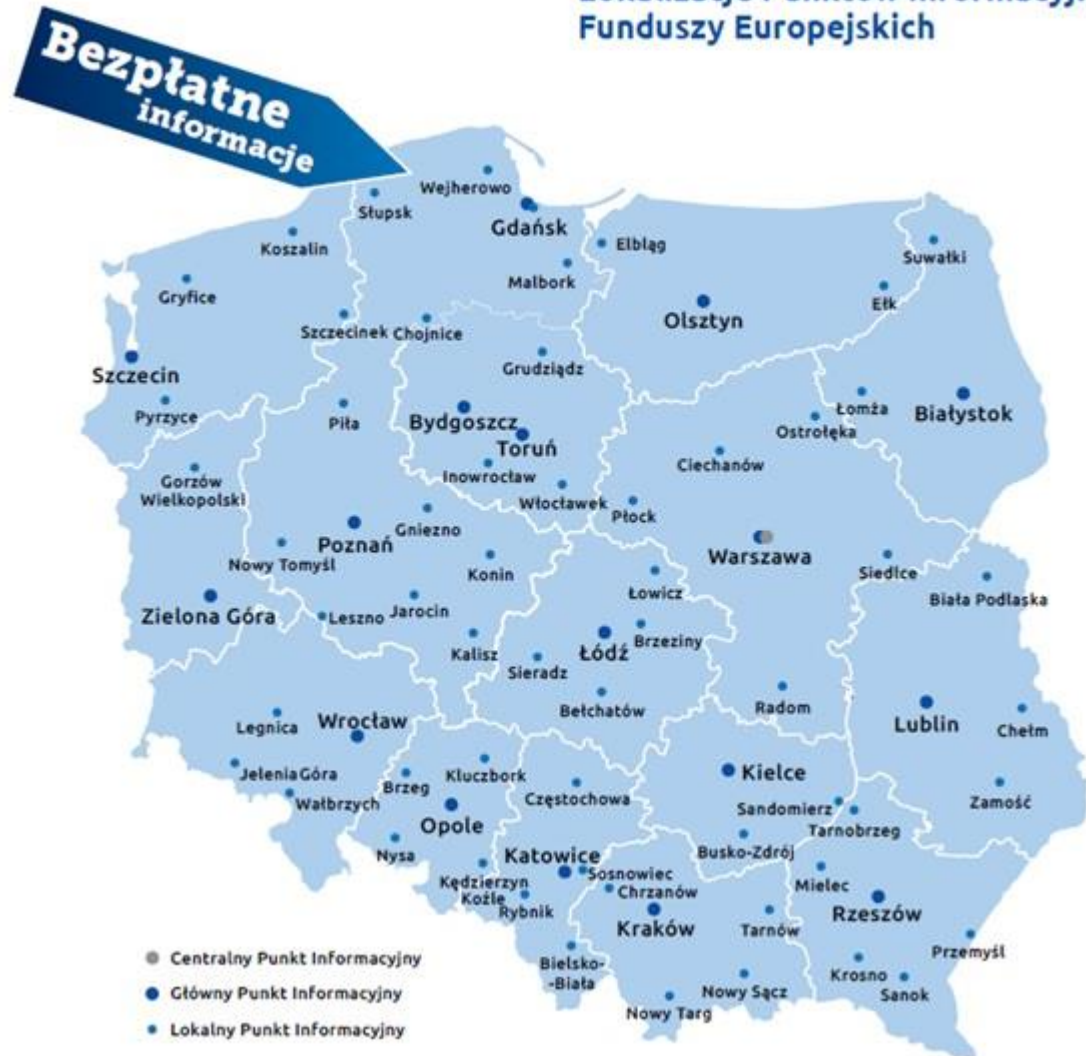 Funduszy Europejskich
Bezpłatne
informacje
Wejherowo
Słupsk
Gdańsk
Koszalin
Elbląg
Suwałki
Malbork
Gryfice
Ełk
Szczecinek
Chojnice
Olsztyn
Grudziądz
Szczecin
Pyrzyce
Piła
Bydgoszcz
Toruń
Łomża
Białystok
Ostrołęka
Ciechanów
Gorzów
Wielkopolski
Inowrocław
Włocławek
Płock
Gniezno
Poznań
Nowy Tomyśl
Konin
Warszawa
Siedlce
Łowicz
Biała Podlaska
Zielona Góra
Leszno
Jarocin
Kalisz
Sieradz
Łódź
Brzeziny
Bełchatów
Radom
Legnica
Wrocław
Lublin
Chełm
Jelenia Góra
Wałbrzych
Brzeg
Kluczbork
Częstochowa
Kielce
Sandomierz
Tarnobrzeg
Zamość
Opole
Nysa
Katowice
Busko-Zdrój
Kędzierzyn
Koźle
Sosnowiec
Chrzanów
Mielec
Rybnik
Kraków
Tarnów
Rzeszów
Przemyśl
Bielsko-
-Biała
Nowy Sącz
Krosno
Sanok
Nowy Targ
Centralny Punkt Informacyjny
Główny Punkt Informacyjny
Lokalny Punkt Informacyjny